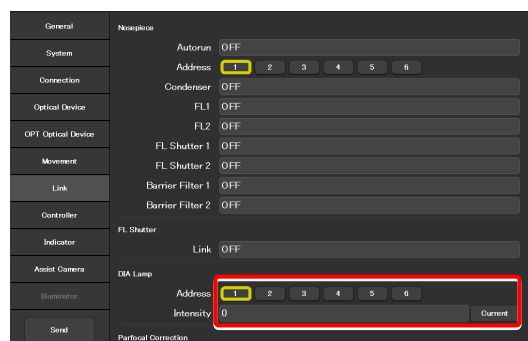 General
System
Connection
Optical Device
OPT Optical Device
Movement
Link
Controller
Indicator
Assist Camera
Illuminator
Send
Nosepiece
Autorun OFF
Address 1 2 3 4 5 6
Condenser OFF
FL1 OFF
FL2 OFF
FL Shutter 1 OFF
FL Shutter 2 OFF
Barrier Filter 1 OFF
Barrier Filter 2 OFF
FL Shutter
Link OFF
DIA Lamp
Address 1 2 3 4 5 6
Intensity 0 Current
Parfocal Correction